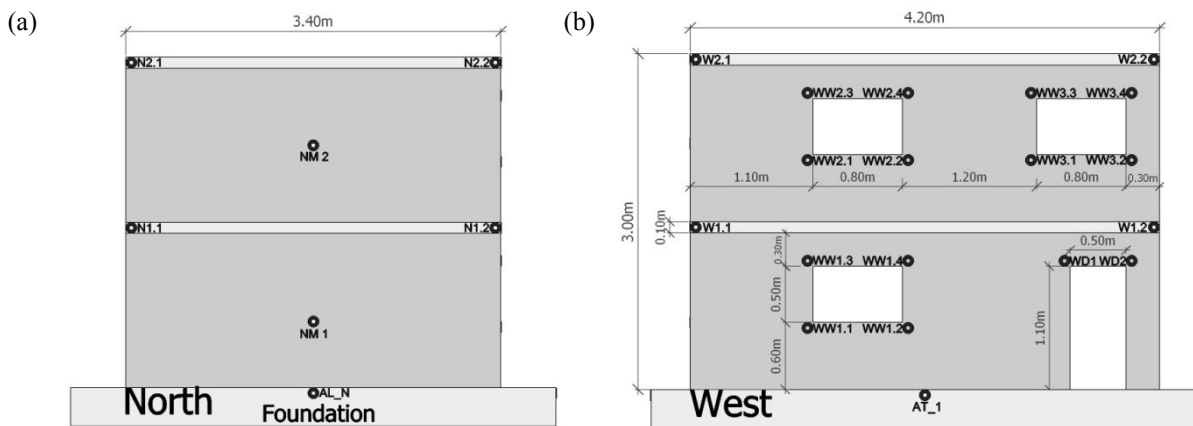 (a)
3.40m
N2.1 N2.2
NM 2
N1.1 N1.2
NM 1
AL_N
North
Foundation
(b)
4.20m
W2.1 W2.2
WW2.3 WW2.4 WW3.3 WW3.4
WW2.1 WW2.2 WW3.1 WW3.2
1.10m 0.80m 1.20m 0.80m 0.30m
3.00m
0.10m
W1.1 W1.2
0.30m
0.50m
WW1.3 WW1.4 WD1 WD2
0.50m
1.10m
WW1.1 WW1.2
0.60m
West
AT_1